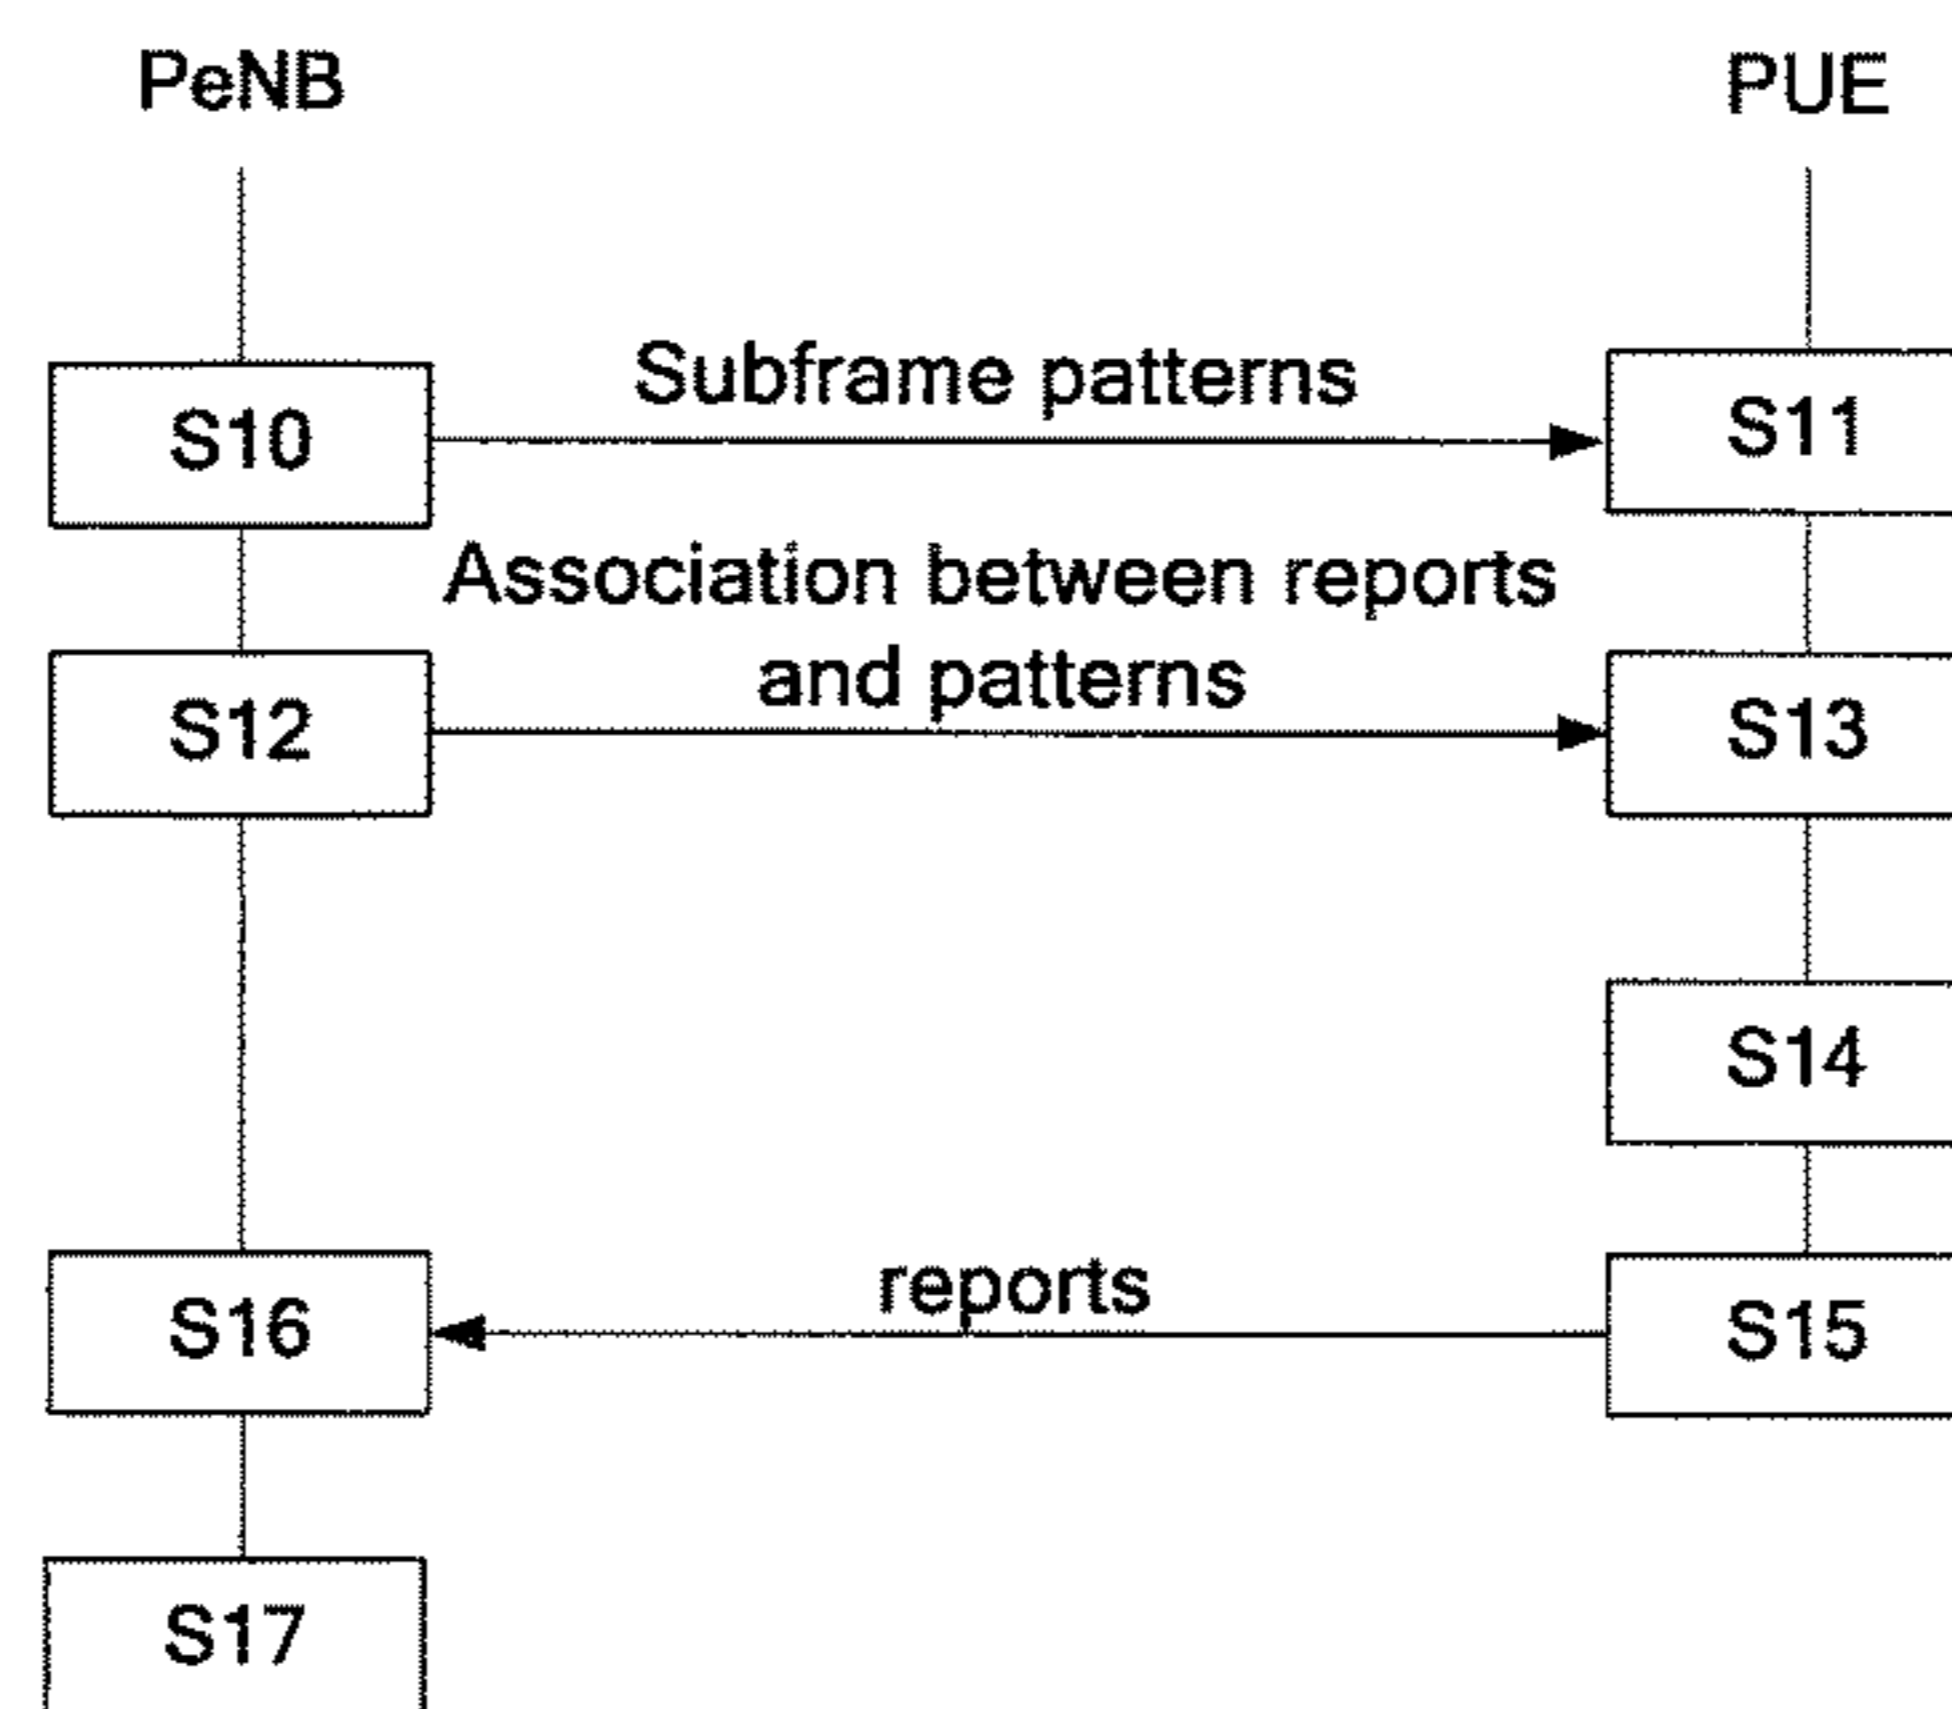 PeNB PUE
Subframe patterns
S10 S11
Association between reports
and patterns
S12 S13
S14
reports
S16 S15
S17